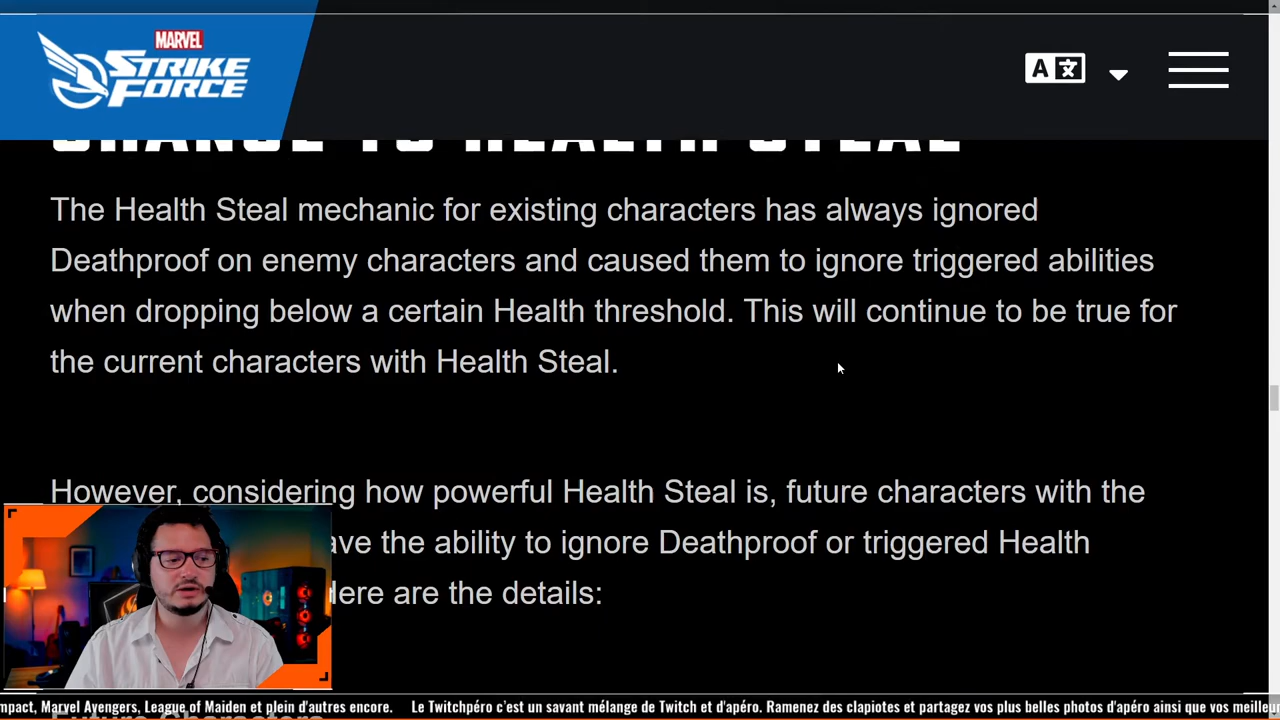 MARVEL
STRIKE
FORCE
A
CHANGE TO HEALTH STEAL
The Health Steal mechanic for existing characters has always ignored
Deathproof on enemy characters and caused them to ignore triggered abilities
when dropping below a certain Health threshold. This will continue to be true for
the current characters with Health Steal.
However, considering how powerful Health Steal is, future characters with the
ave the ability to ignore Deathproof or triggered Health
Here are the details:
mpact, Marvel Avengers, League of Maiden et plein d'autres encore. Le Twitchpéro c'est un savant mélange de Twitch et d'apéro. Ramenez des clapiotes et partagez vos plus belles photos d'apéro ainsi que vos meilleu